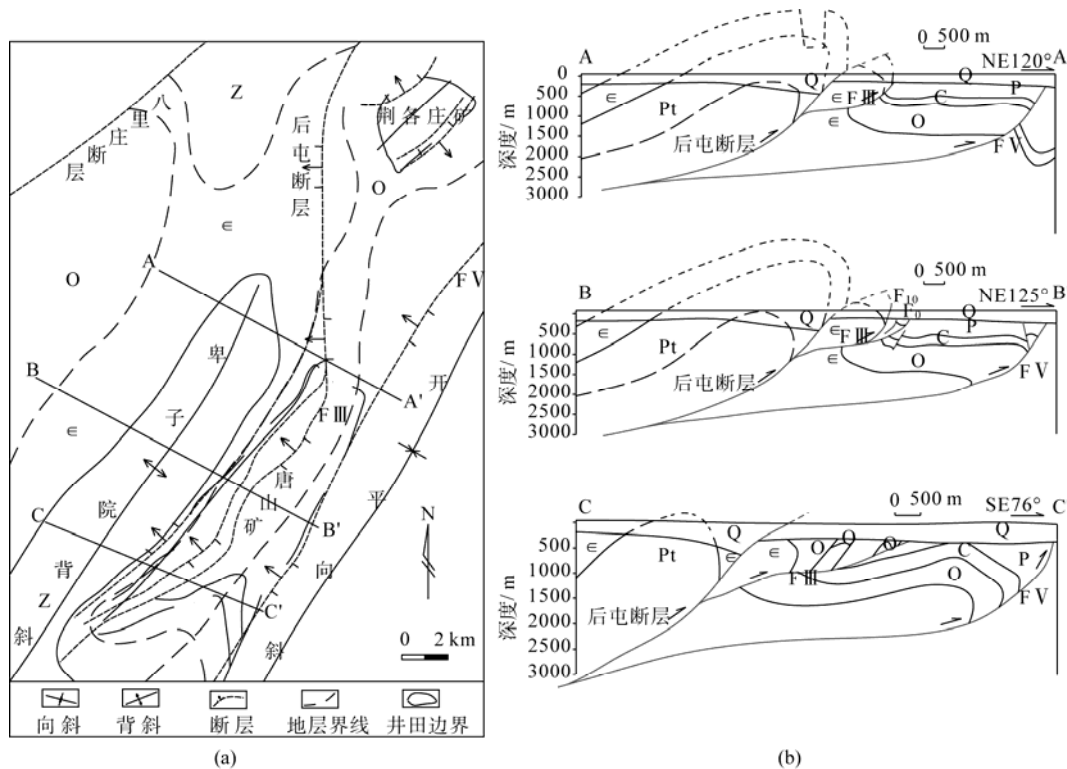 八里庄断层
Z
后屯断层
荆各庄矿
O
∈
O
A
FⅤ
卑子院背斜
B
∈
A'
FⅢ
开平向斜
唐山矿
C
B'
N
Z
C'
0 2 km
向斜 背斜 断层 地层界线 井田边界
(a)
0 500 m
A NE120° A
深度/m
0
500
1000
1500
2000
2500
3000
Q Q
∈ Pt ∈ FⅢ C P
∈ O
后屯断层 FⅤ
0 500 m
B F10 NE125° B
F0
深度/m
0
500
1000
1500
2000
2500
3000
Q Q
∈ Pt ∈ FⅢ C P
O
后屯断层 FⅤ
0 500 m
C SE76° C
深度/m
0
500
1000
1500
2000
2500
3000
Q Q
∈ Pt ∈ O O O C P
FⅢ O
后屯断层 FⅤ
(b)